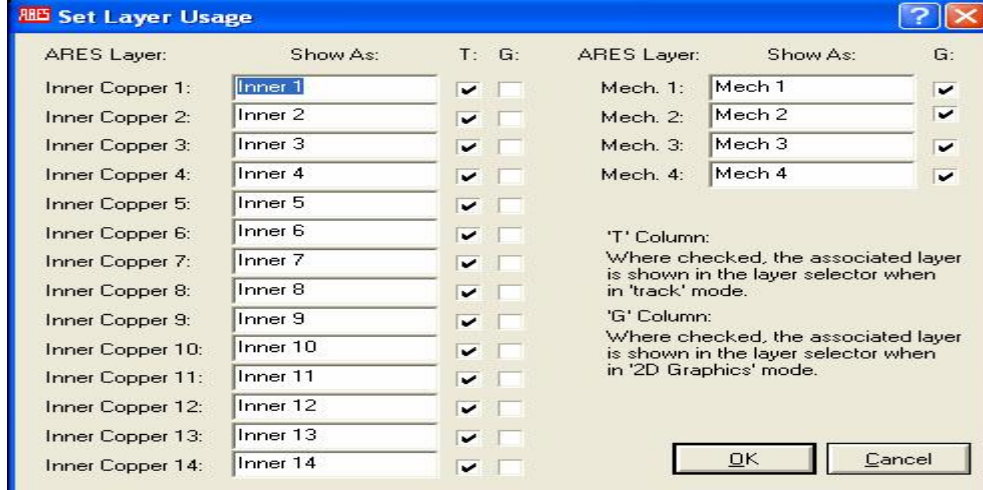 ARES Set Layer Usage
ARES Layer: Show As: T: G:
Inner Copper 1: Inner 1
Inner Copper 2: Inner 2
Inner Copper 3: Inner 3
Inner Copper 4: Inner 4
Inner Copper 5: Inner 5
Inner Copper 6: Inner 6
Inner Copper 7: Inner 7
Inner Copper 8: Inner 8
Inner Copper 9: Inner 9
Inner Copper 10: Inner 10
Inner Copper 11: Inner 11
Inner Copper 12: Inner 12
Inner Copper 13: Inner 13
Inner Copper 14: Inner 14
ARES Layer: Show As: G:
Mech. 1: Mech 1
Mech. 2: Mech 2
Mech. 3: Mech 3
Mech. 4: Mech 4
'T' Column:
Where checked, the associated layer
is shown in the layer selector when
in 'track' mode.
'G' Column:
Where checked, the associated layer
is shown in the layer selector when
in '2D Graphics' mode.
OK Cancel